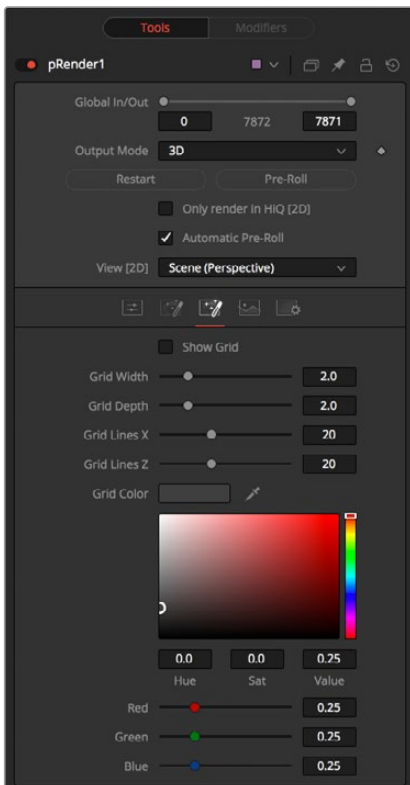 Tools Modifiers
pRender1
Global In/Out
0 7872 7871
Output Mode 3D
Restart Pre-Roll
Only render in HiQ [2D]
Automatic Pre-Roll
View [2D] Scene (Perspective)
Show Grid
Grid Width 2.0
Grid Depth 2.0
Grid Lines X 20
Grid Lines Z 20
Grid Color
0.0 0.0 0.25
Hue Sat Value
Red 0.25
Green 0.25
Blue 0.25